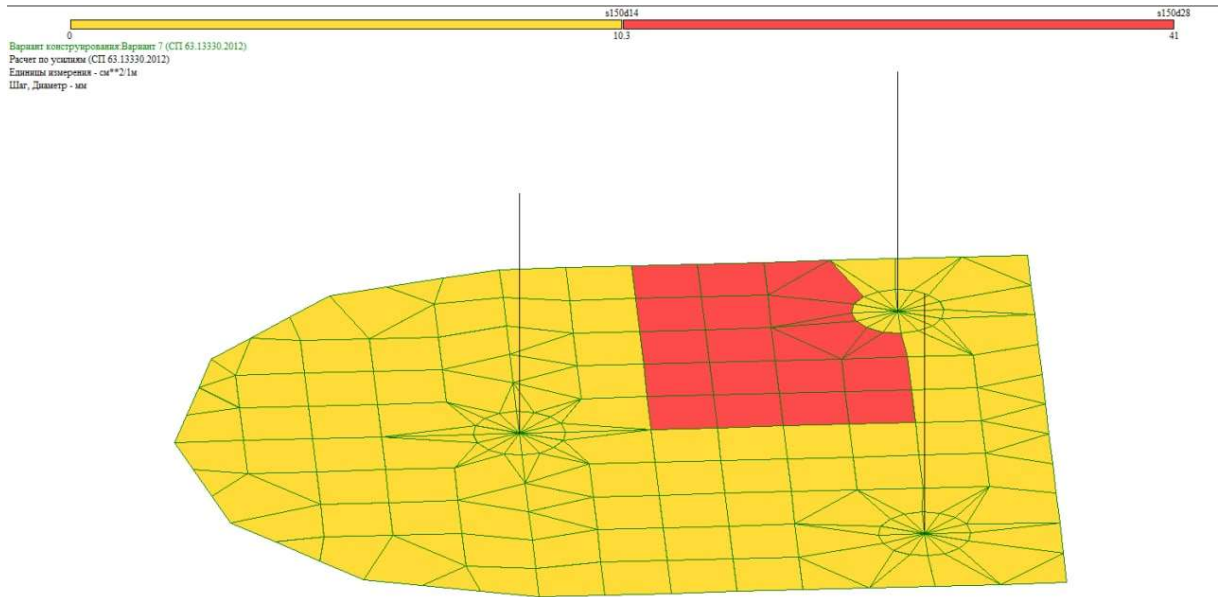 s150d14 s150d28
0 10.3 41
Вариант конструирования:Вариант 7 (СП 63.13330.2012)
Расчет по усилиям (СП 63.13330.2012)
Единицы измерения - см**2/1м
Шаг, Диаметр - мм